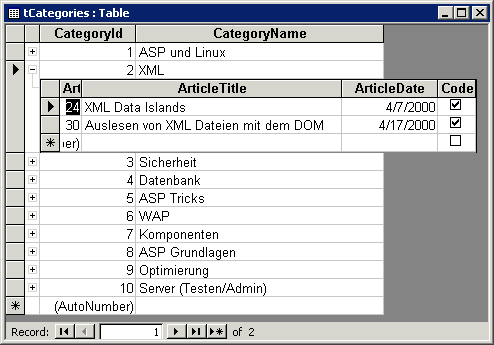 tCategories : Table
CategoryId CategoryName
1 ASP und Linux
2 XML
Art ArticleTitle ArticleDate Code
24 XML Data Islands 4/7/2000
30 Auslesen von XML Dateien mit dem DOM 4/17/2000
ber)
3 Sicherheit
4 Datenbank
5 ASP Tricks
6 WAP
7 Komponenten
8 ASP Grundlagen
9 Optimierung
10 Server (Testen/Admin)
(AutoNumber)
Record: 1 of 2